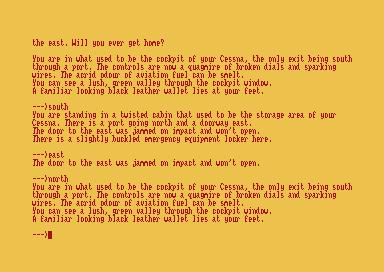 the east. Will you ever get home?
You are in what used to be the cockpit of your Cessna, the only exit being south
through a port. The controls are now a quagmire of broken dials and sparking
wires. The acrid odour of aviation fuel can be smelt.
You can see a lush, green valley through the cockpit window.
A familiar looking black leather wallet lies at your feet.
--->south
You are standing in a twisted cabin that used to be the storage area of your
Cessna. There is a port going north and a doorway east.
The door to the east was jammed on impact and won't open.
There is a slightly buckled emergency equipment locker here.
--->east
The door to the east was jammed on impact and won't open.
--->north
You are in what used to be the cockpit of your Cessna, the only exit being south
through a port. The controls are now a quagmire of broken dials and sparking
wires. The acrid odour of aviation fuel can be smelt.
You can see a lush, green valley through the cockpit window.
A familiar looking black leather wallet lies at your feet.
--->